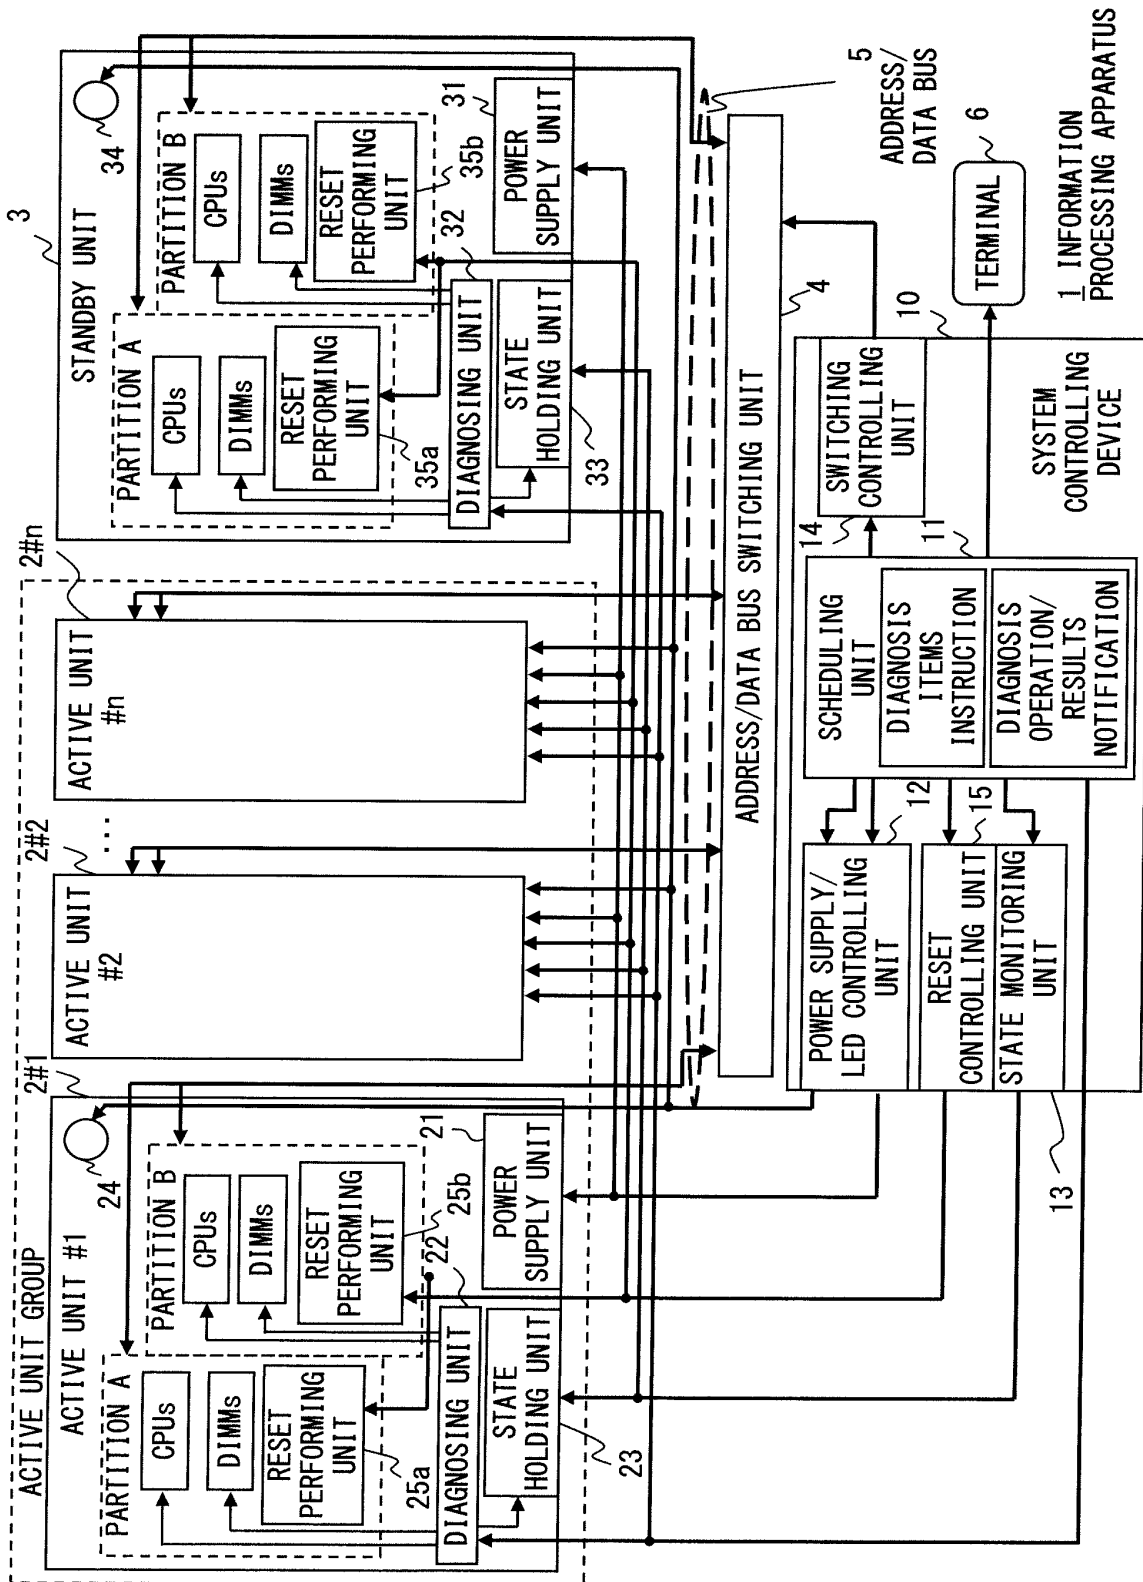 ACTIVE UNIT GROUP
2#1
ACTIVE UNIT #1
24
PARTITION A
CPUs
DIMMs
RESET
PERFORMING
UNIT
25a
PARTITION B
CPUs
DIMMs
RESET
PERFORMING
UNIT
25b
22
DIAGNOSING UNIT
21
POWER
SUPPLY UNIT
STATE
HOLDING UNIT
23
2#2
ACTIVE UNIT
#2
...
2#n
ACTIVE UNIT
#n
3
STANDBY UNIT
34
PARTITION A
CPUs
DIMMs
RESET
PERFORMING
UNIT
35a
PARTITION B
CPUs
DIMMs
RESET
PERFORMING
UNIT
35b
32
DIAGNOSING UNIT
31
POWER
SUPPLY UNIT
STATE
HOLDING UNIT
33
5
ADDRESS/
DATA BUS
ADDRESS/DATA BUS SWITCHING UNIT
4
6
TERMINAL
1 INFORMATION
PROCESSING APPARATUS
10
SYSTEM
CONTROLLING
DEVICE
POWER SUPPLY/
LED CONTROLLING
UNIT
12
RESET
CONTROLLING UNIT
15
STATE MONITORING
UNIT
13
SCHEDULING
UNIT
11
DIAGNOSIS
ITEMS
INSTRUCTION
DIAGNOSIS
OPERATION/
RESULTS
NOTIFICATION
14
SWITCHING
CONTROLLING
UNIT